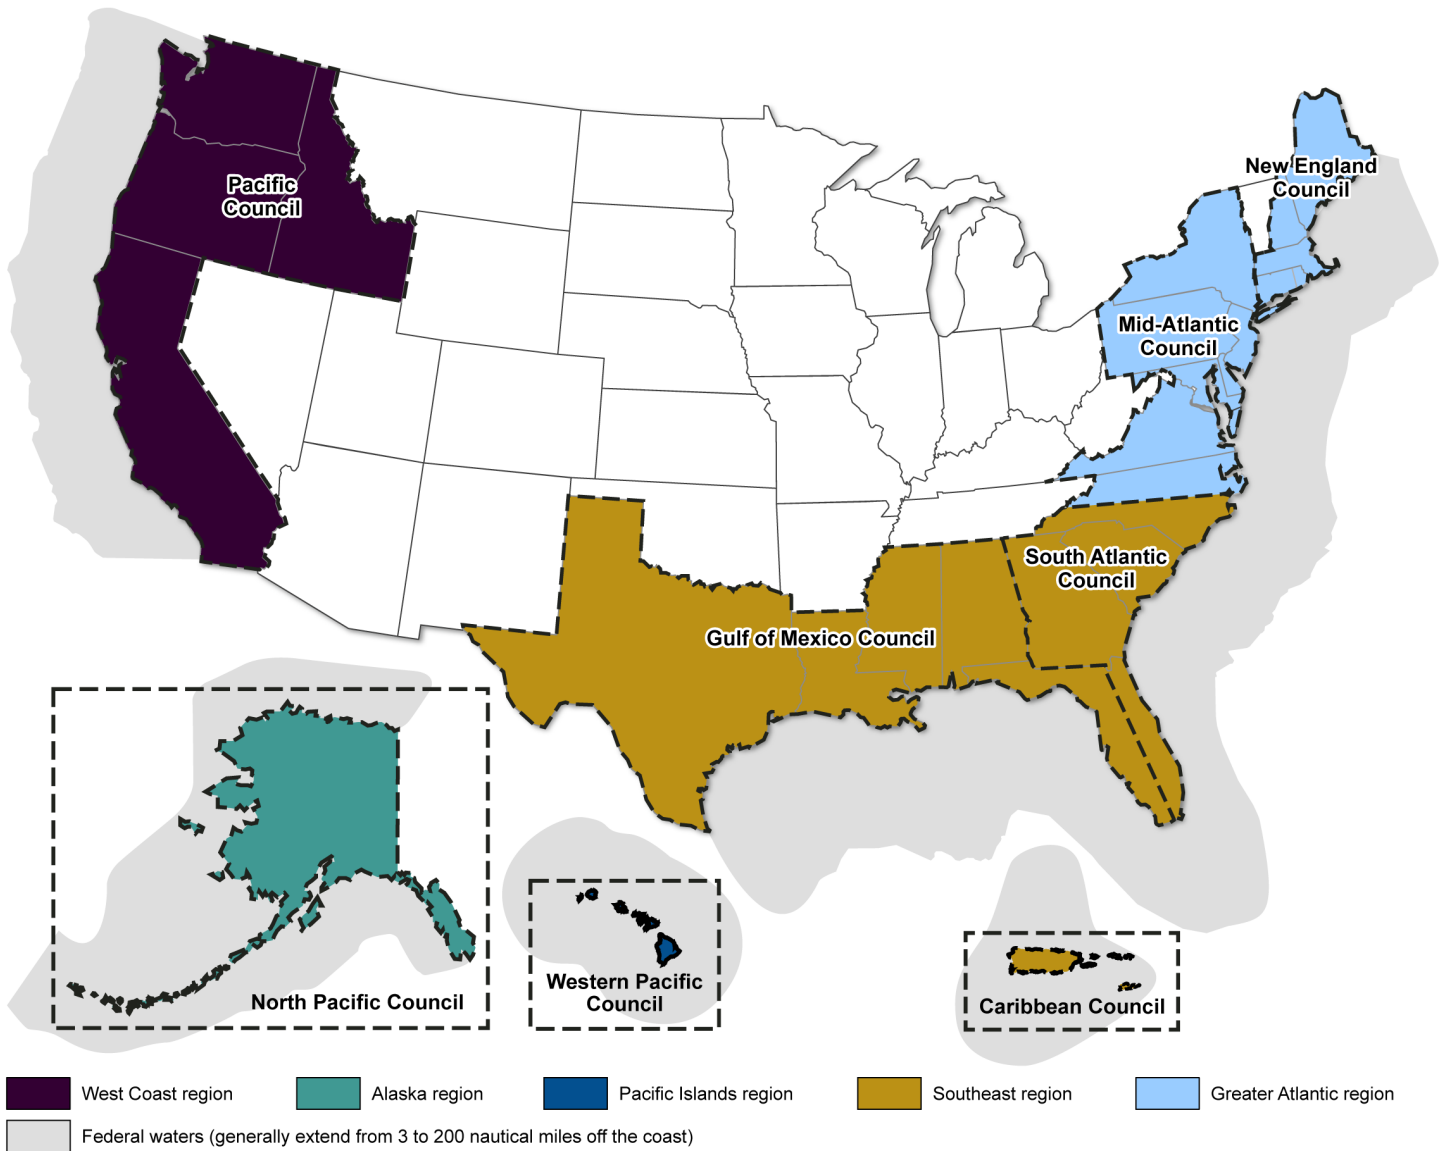 New England
Council
Pacific
Council
Mid-Atlantic
Council
South Atlantic
Council
Gulf of Mexico Council
Western Pacific
Council
North Pacific Council
Caribbean Council
West Coast region
Alaska region
Pacific Islands region
Southeast region
Greater Atlantic region
Federal waters (generally extend from 3 to 200 nautical miles off the coast)